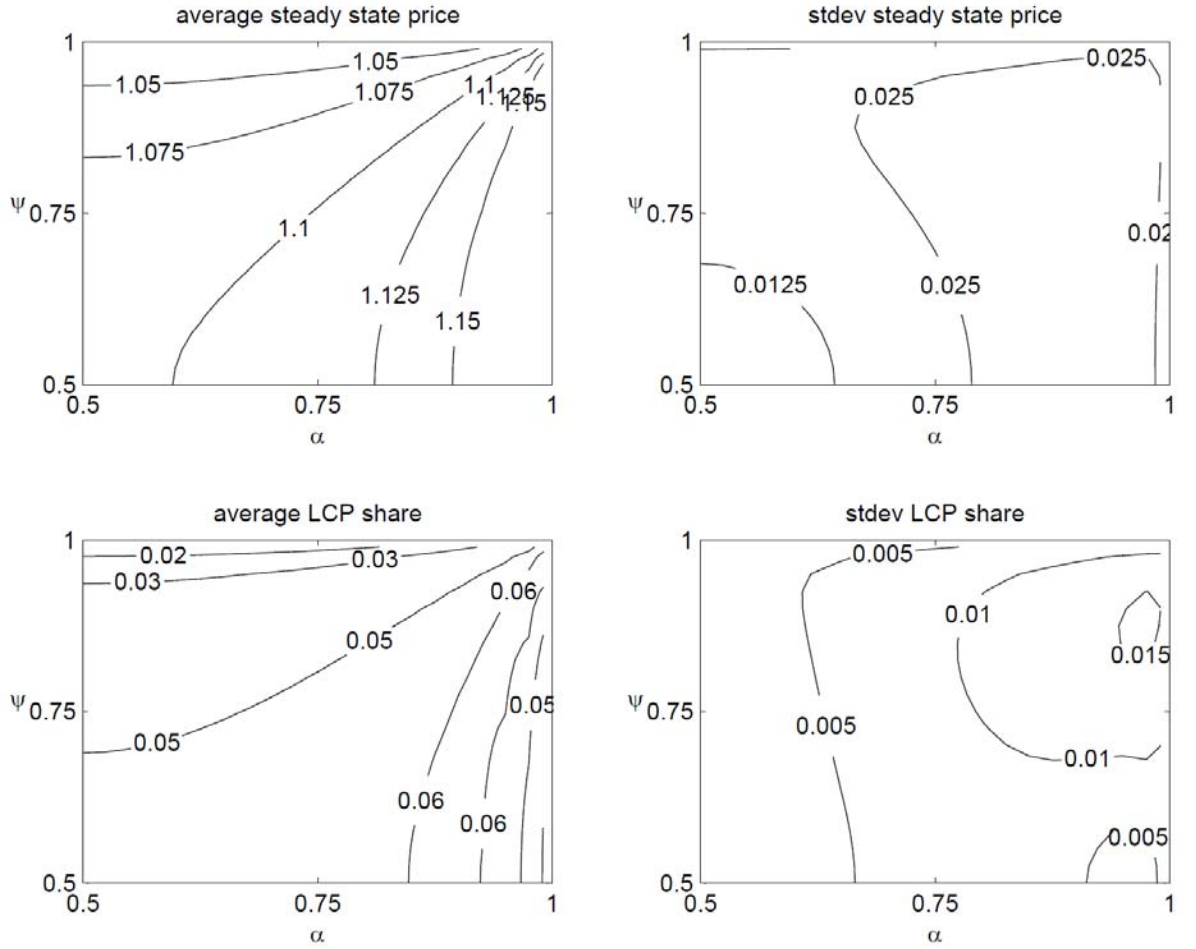 average steady state price
1
1.05
1.05
1.075
1.1
1.125
1.15
1.075
ψ 0.75
1.1
1.125
1.15
0.5
0.5 0.75 1
α
stdev steady state price
1
0.025
0.025
ψ 0.75
0.02
0.0125
0.025
0.5
0.5 0.75 1
α
average LCP share
1
0.02
0.03
0.03
0.06
0.05
ψ 0.75
0.05
0.05
0.06
0.06
0.5
0.5 0.75 1
α
stdev LCP share
1
0.005
0.01
0.015
ψ 0.75
0.005
0.01
0.005
0.5
0.5 0.75 1
α